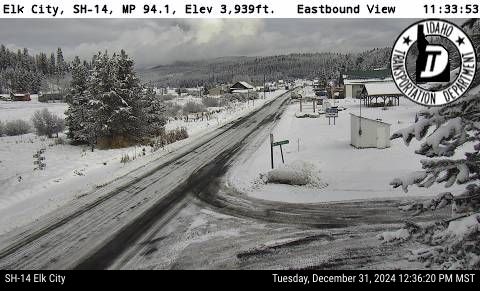 Elk City, SH-14, MP 94.1, Elev 3,939ft. Eastbound View 11:33:53
IDAHO
TRANSPORTATION DEPARTMENT
SH-14 Elk City Tuesday, December 31, 2024 12:36:20 PM MST